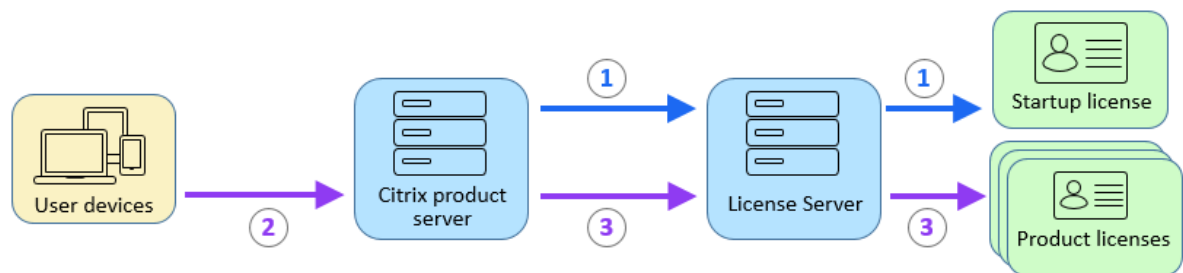 1
1
Startup license
User devices
2
Citrix product
server
3
License Server
3
Product licenses